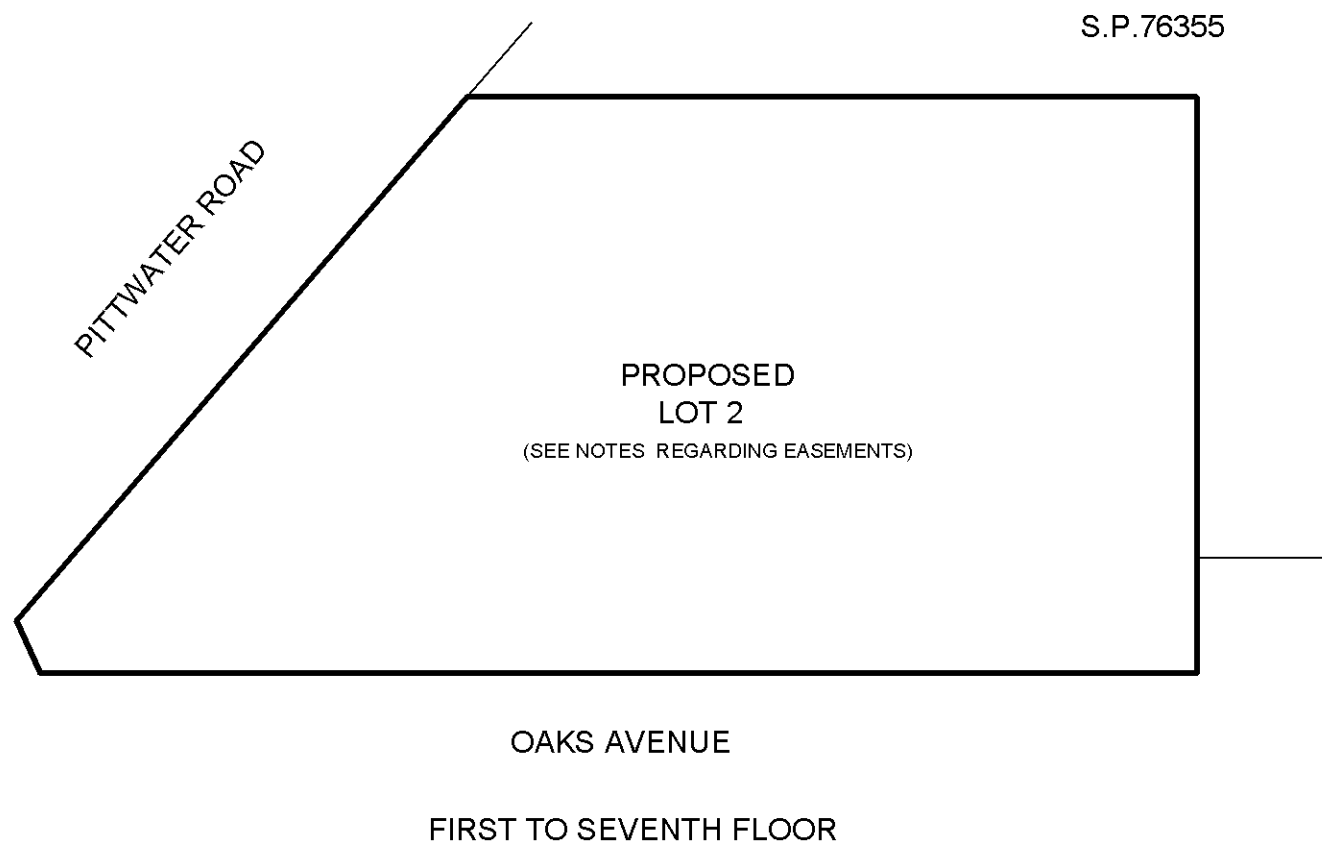 S.P.76355
PITTWATER ROAD
PROPOSED
LOT 2
(SEE NOTES REGARDING EASEMENTS)
OAKS AVENUE
FIRST TO SEVENTH FLOOR